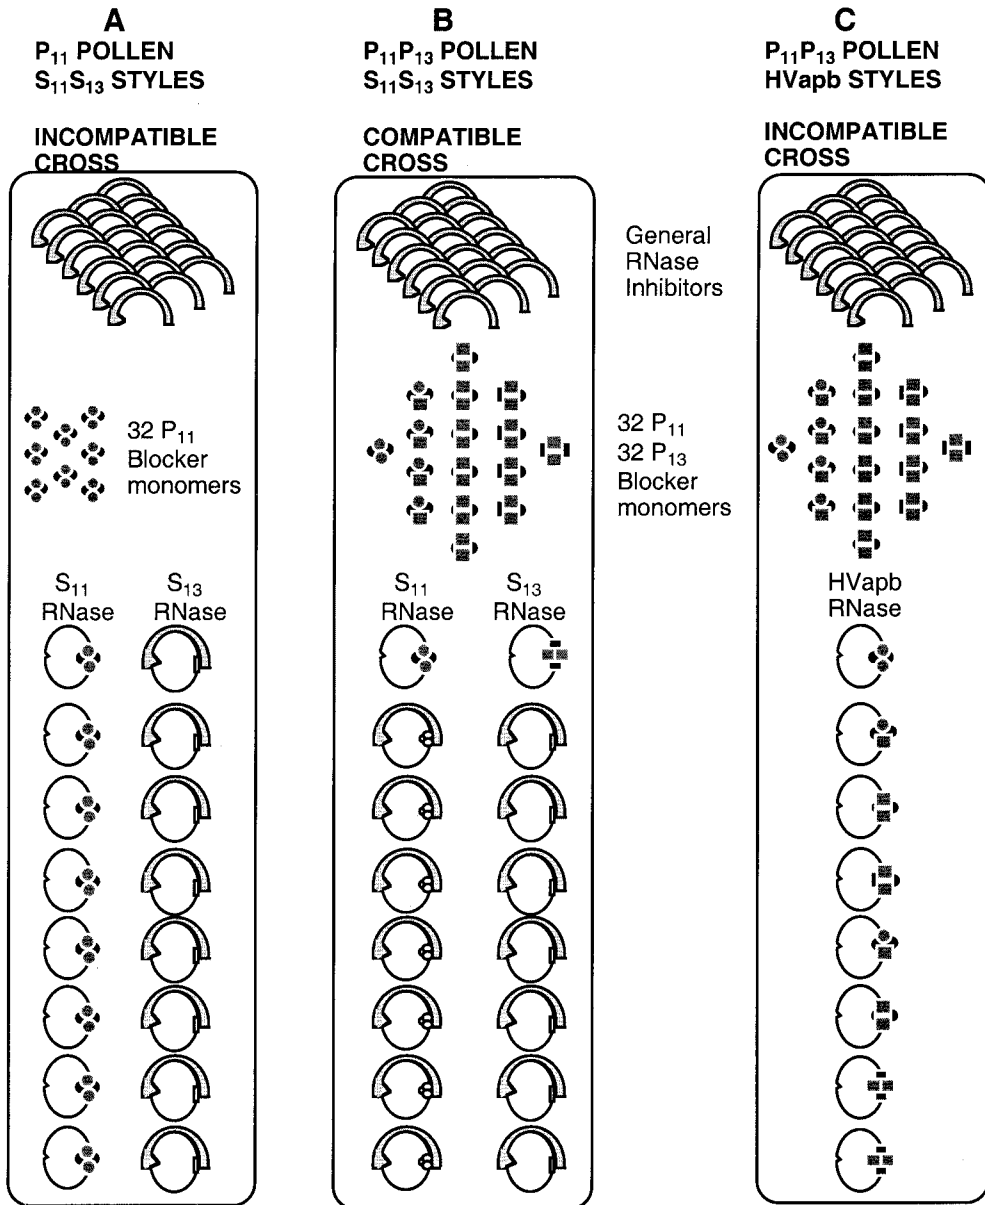 A
P₁₁ POLLEN
S₁₁S₁₃ STYLES
INCOMPATIBLE
CROSS
32 P₁₁
Blocker
monomers
S₁₁
RNase
S₁₃
RNase
B
P₁₁P₁₃ POLLEN
S₁₁S₁₃ STYLES
COMPATIBLE
CROSS
General
RNase
Inhibitors
32 P₁₁
32 P₁₃
Blocker
monomers
S₁₁
RNase
S₁₃
RNase
C
P₁₁P₁₃ POLLEN
HVapb STYLES
INCOMPATIBLE
CROSS
HVapb
RNase